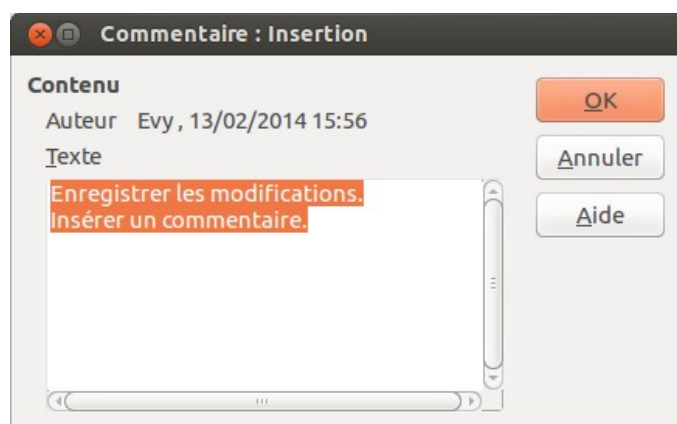 Commentaire : Insertion
Contenu
OK
Auteur Evy , 13/02/2014 15:56
Texte
Annuler
Enregistrer les modifications.
Insérer un commentaire.
Aide